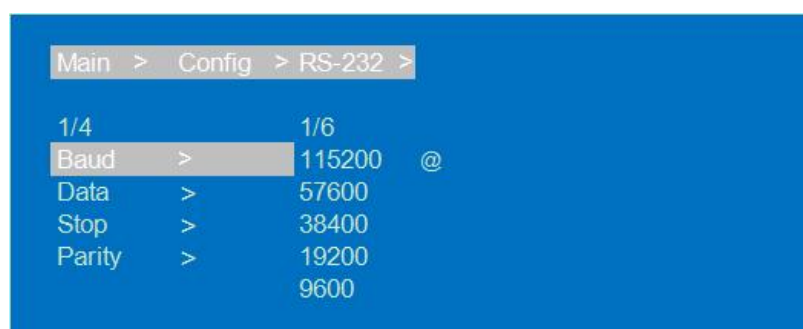 Main > Config > RS-232 >
1/4 1/6
Baud > 115200 @
Data > 57600
Stop > 38400
Parity > 19200
9600